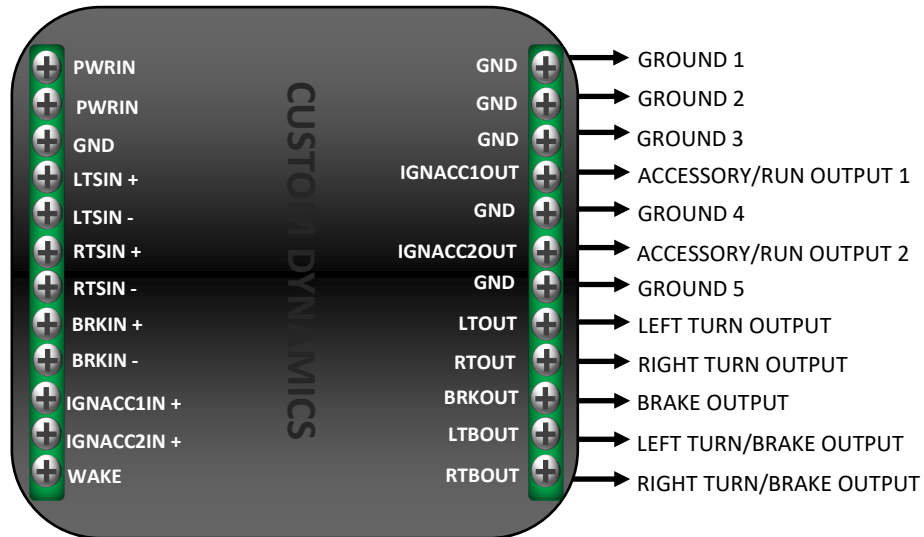 PWRIN
PWRIN
GND
LTSIN +
LTSIN -
RTSIN +
RTSIN -
BRKIN +
BRKIN -
IGNACC1IN +
IGNACC2IN +
WAKE
CUSTOM DYNAMICS
GND
GND
GND
IGNACC1OUT
GND
IGNACC2OUT
GND
LTOUT
RTOUT
BRKOUT
LTBOUT
RTBOUT
GROUND 1
GROUND 2
GROUND 3
ACCESSORY/RUN OUTPUT 1
GROUND 4
ACCESSORY/RUN OUTPUT 2
GROUND 5
LEFT TURN OUTPUT
RIGHT TURN OUTPUT
BRAKE OUTPUT
LEFT TURN/BRAKE OUTPUT
RIGHT TURN/BRAKE OUTPUT